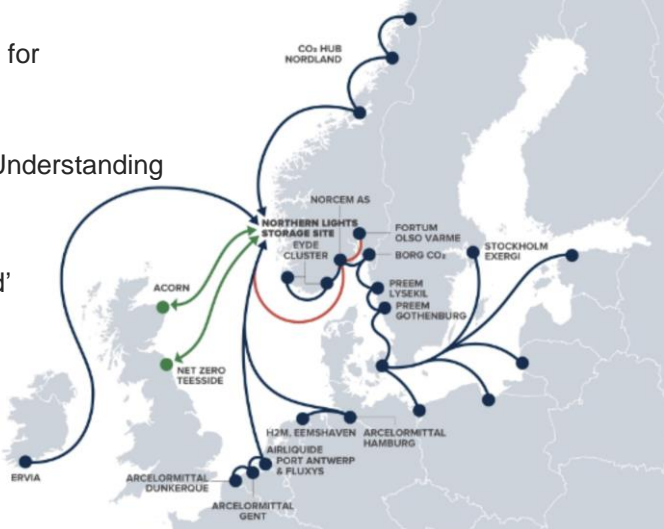 for
Understanding
d’
CO₂ HUB
NORDLAND
NORCEM AS
NORTHERN LIGHTS
STORAGE SITE
EYDE
CLUSTER
FORTUM
OLSO VARME
BORG CO₂
STOCKHOLM
EXERGI
PREEM
LYSEKIL
PREEM
GOTHENBURG
ACORN
NET ZERO
TEESSIDE
ERVIA
H2M. EEMSHAVEN
ARCELORMITTAL
HAMBURG
AIRLIQUIDE
PORT ANTWERP
& FLUXYS
ARCELORMITTAL
DUNKERQUE
ARCELORMITTAL
GENT